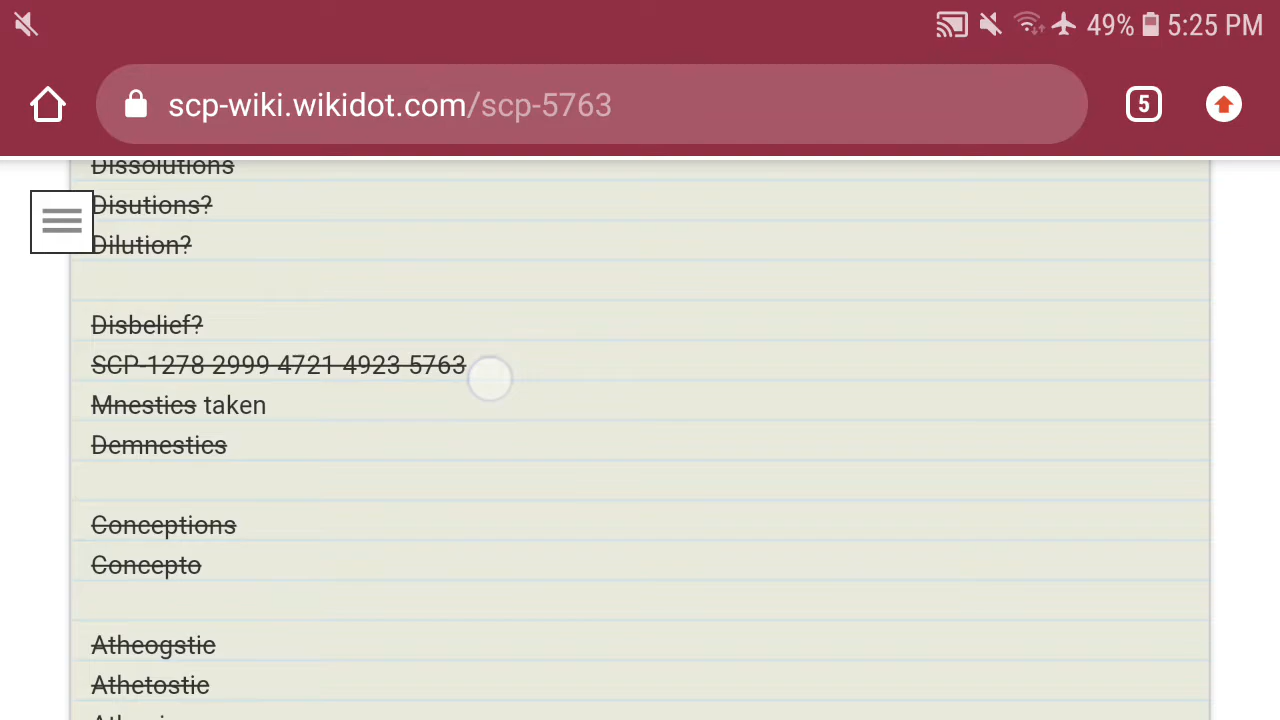 49% 5:25 PM
scp-wiki.wikidot.com/scp-5763
5
Dissolutions
Disutions?
Dilution?
Disbelief?
SCP-1278 2999 4721 4923 5763
Mnestics taken
Demnestics
Conceptions
Concepto
Atheogstic
Athetostic